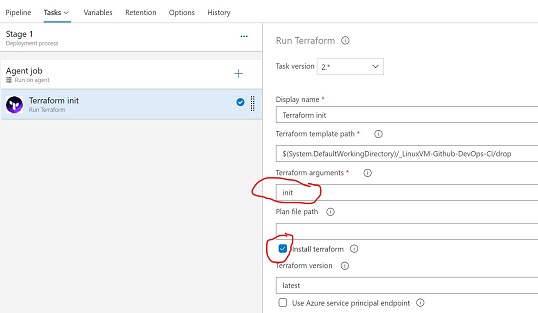 Pipeline Tasks Variables Retention Options History
Stage 1
Deployment process
Agent job
Run on agent
Terraform init
Run Terraform
Run Terraform
Task version 2.*
Display name *
Terraform init
Terraform template path *
$(System.DefaultWorkingDirectory)/_LinuxVM-Github-DevOps-CI/drop
Terraform arguments *
init
Plan file path
Install terraform
Terraform version
latest
Use Azure service principal endpoint